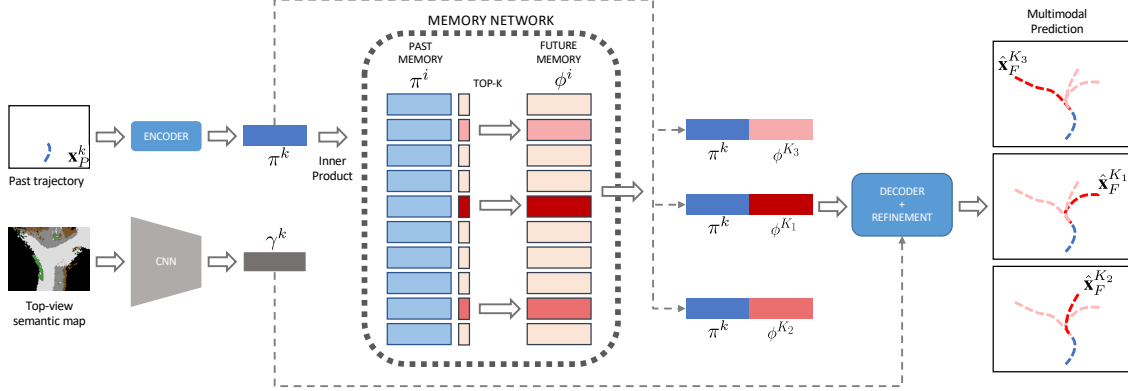 MEMORY NETWORK
PAST
MEMORY
π^i
TOP-K
FUTURE
MEMORY
ϕ^i
x_P^k
Past trajectory
ENCODER
π^k
Inner
Product
Top-view
semantic map
CNN
γ^k
π^k
ϕ^{K_3}
π^k
ϕ^{K_1}
π^k
ϕ^{K_2}
DECODER
+
REFINEMENT
Multimodal
Prediction
x̂_F^{K_3}
x̂_F^{K_1}
x̂_F^{K_2}